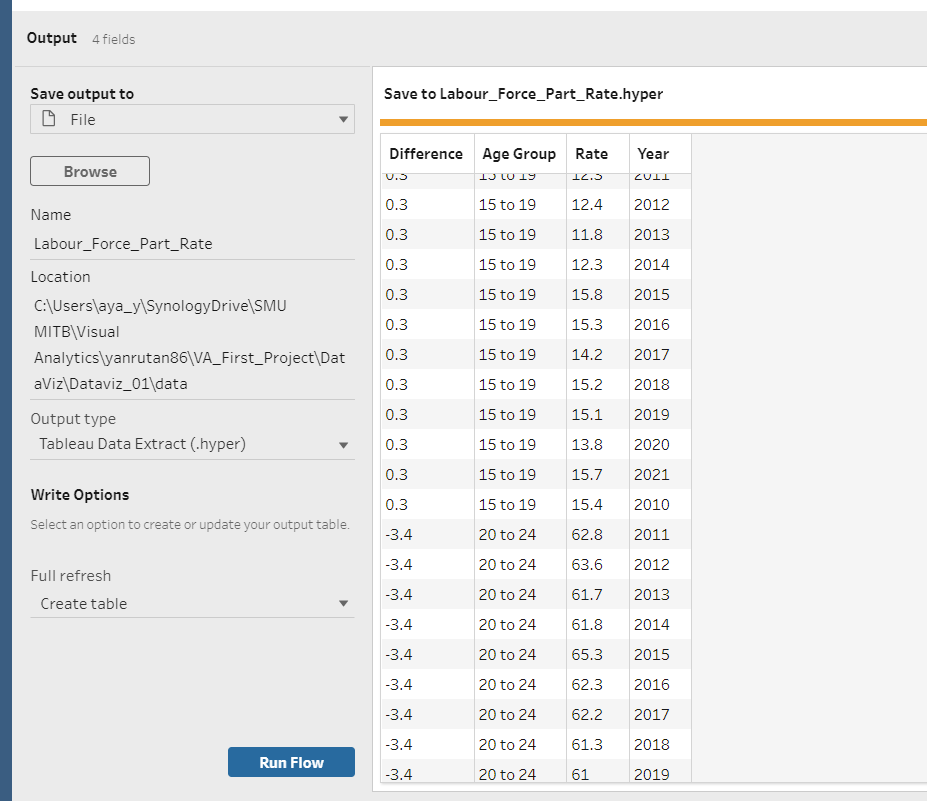 Output 4 fields
Save output to
File
Browse
Name
Labour_Force_Part_Rate
Location
C:\Users\aya_y\SynologyDrive\SMU
MITB\Visual
Analytics\yanrutan86\VA_First_Project\Dat
aViz\Dataviz_01\data
Output type
Tableau Data Extract (.hyper)
Write Options
Select an option to create or update your output table.
Full refresh
Create table
Run Flow
Save to Labour_Force_Part_Rate.hyper
Difference Age Group Rate Year
0.3 15 to 19 12.3 2011
0.3 15 to 19 12.4 2012
0.3 15 to 19 11.8 2013
0.3 15 to 19 12.3 2014
0.3 15 to 19 15.8 2015
0.3 15 to 19 15.3 2016
0.3 15 to 19 14.2 2017
0.3 15 to 19 15.2 2018
0.3 15 to 19 15.1 2019
0.3 15 to 19 13.8 2020
0.3 15 to 19 15.7 2021
0.3 15 to 19 15.4 2010
-3.4 20 to 24 62.8 2011
-3.4 20 to 24 63.6 2012
-3.4 20 to 24 61.7 2013
-3.4 20 to 24 61.8 2014
-3.4 20 to 24 65.3 2015
-3.4 20 to 24 62.3 2016
-3.4 20 to 24 62.2 2017
-3.4 20 to 24 61.3 2018
-3.4 20 to 24 61 2019